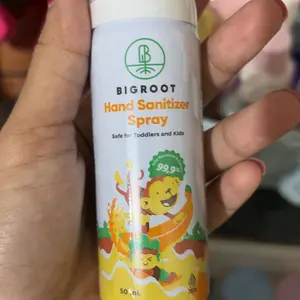 BIGROOT
Hand Sanitizer
Spray
Safe for Toddlers and Kids
99,9%